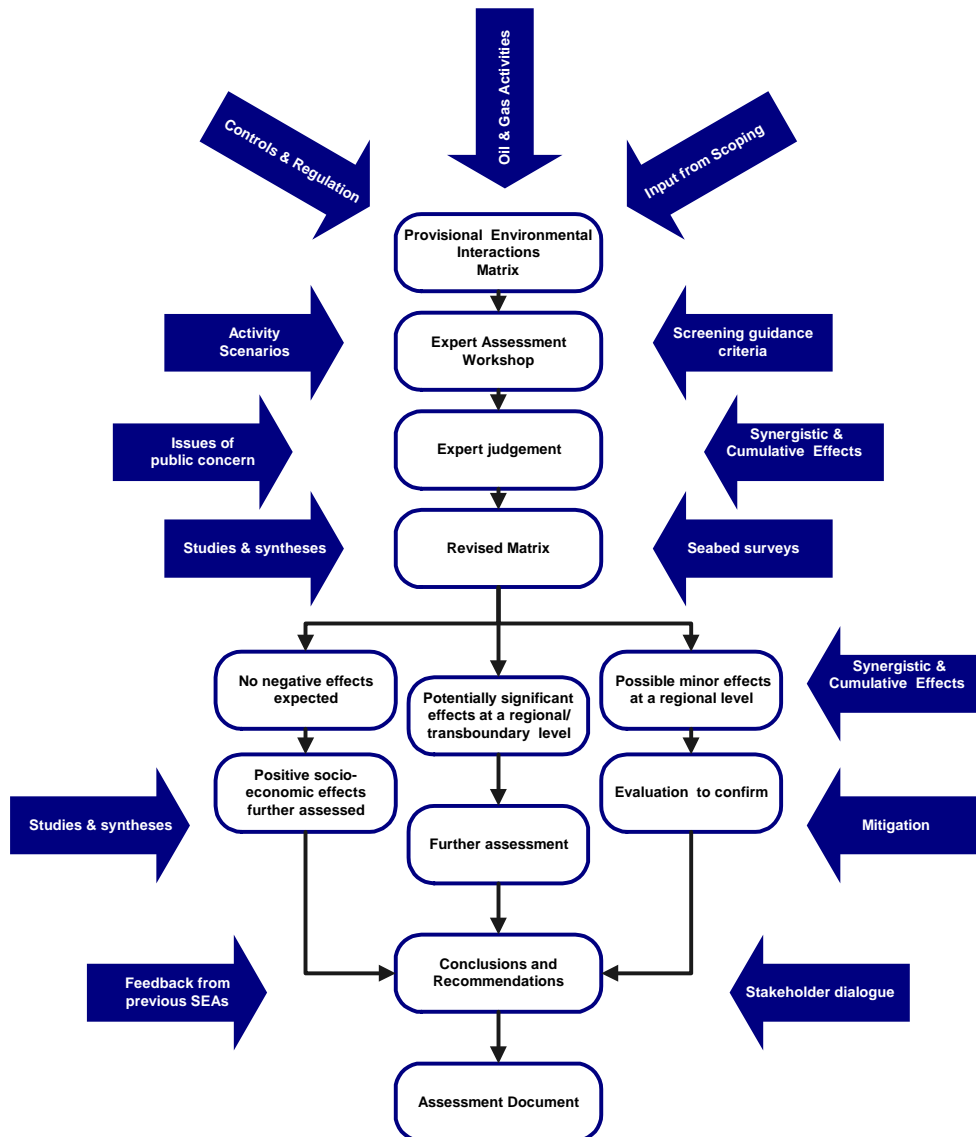 Oil & Gas Activities
Controls & Regulation
Input from Scoping
Provisional Environmental
Interactions
Matrix
Activity
Scenarios
Expert Assessment
Workshop
Screening guidance
criteria
Issues of
public concern
Expert judgement
Synergistic &
Cumulative Effects
Studies & syntheses
Revised Matrix
Seabed surveys
No negative effects
expected
Potentially significant
effects at a regional/
transboundary level
Possible minor effects
at a regional level
Synergistic &
Cumulative Effects
Studies & syntheses
Positive socio-
economic effects
further assessed
Further assessment
Evaluation to confirm
Mitigation
Feedback from
previous SEAs
Conclusions and
Recommendations
Stakeholder dialogue
Assessment Document